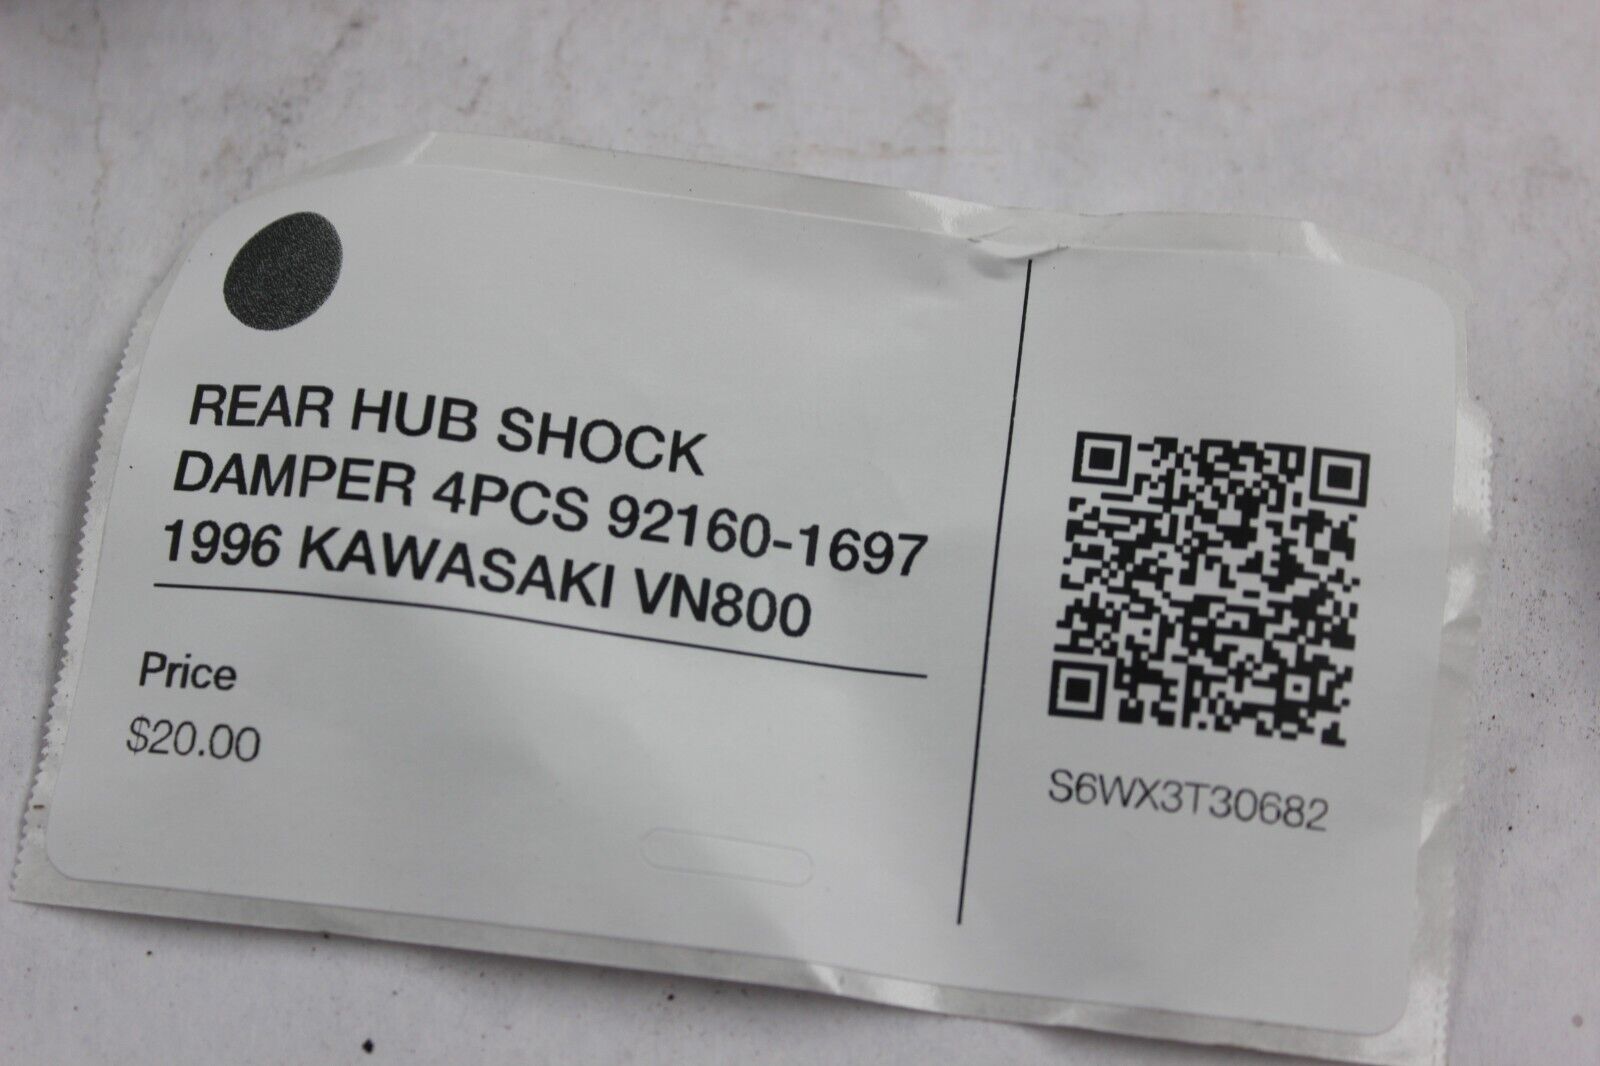 REAR HUB SHOCK
DAMPER 4PCS 92160-1697
1996 KAWASAKI VN800
Price
$20.00
S6WX3T30682